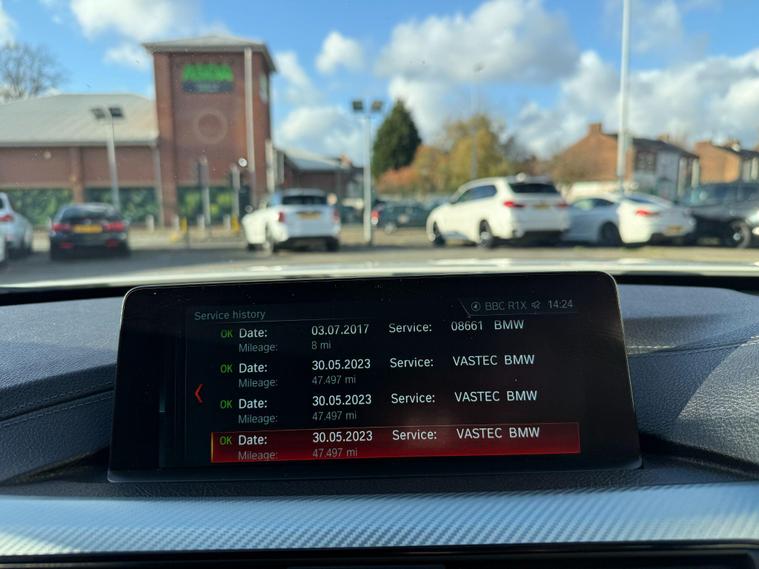 ASDA
BBC R1X 14:24
Service history
OK Date: 03.07.2017 Service: 08661 BMW
Mileage: 8 mi
OK Date: 30.05.2023 Service: VASTEC BMW
Mileage: 47,497 mi
OK Date: 30.05.2023 Service: VASTEC BMW
Mileage: 47,497 mi
OK Date: 30.05.2023 Service: VASTEC BMW
Mileage: 47,497 mi